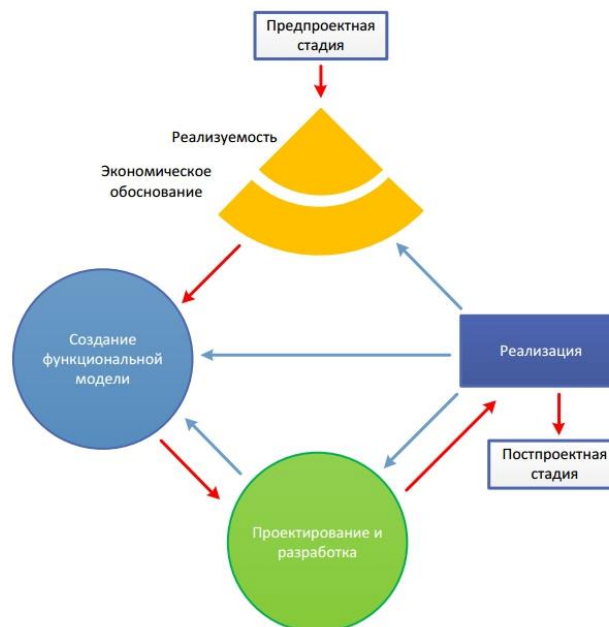 Предпроектная
стадия
Реализуемость
Экономическое
обоснование
Создание
функциональной
модели
Реализация
Постпроектная
стадия
Проектирование и
разработка